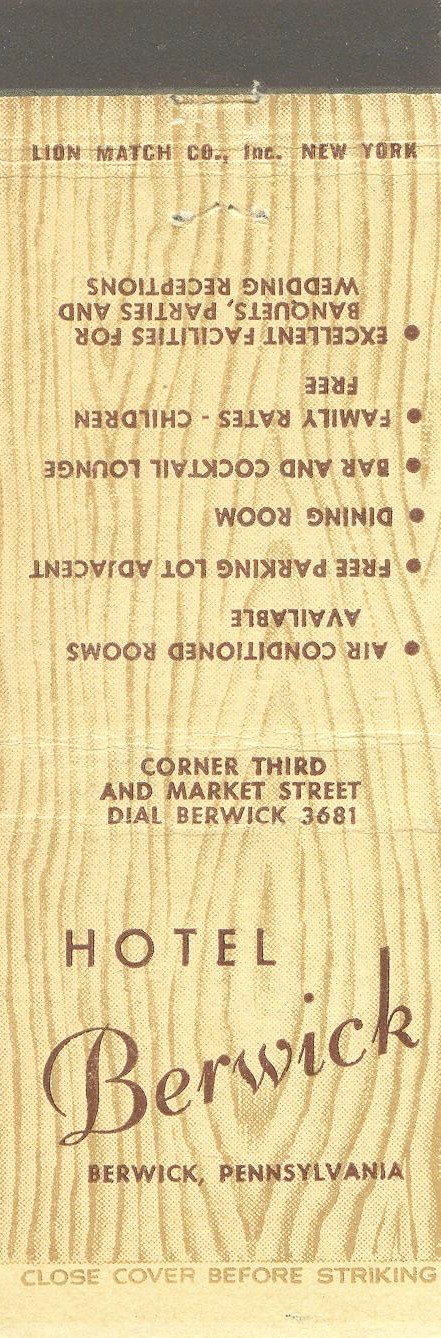 LION MATCH CO., Inc. NEW YORK
• AIR CONDITIONED ROOMS
AVAILABLE
• FREE PARKING LOT ADJACENT
• DINING ROOM
• BAR AND COCKTAIL LOUNGE
• FAMILY RATES - CHILDREN
FREE
• EXCELLENT FACILITIES FOR
BANQUETS, PARTIES AND
WEDDING RECEPTIONS
CORNER THIRD
AND MARKET STREET
DIAL BERWICK 3681
HOTEL
Berwick
BERWICK, PENNSYLVANIA
CLOSE COVER BEFORE STRIKING